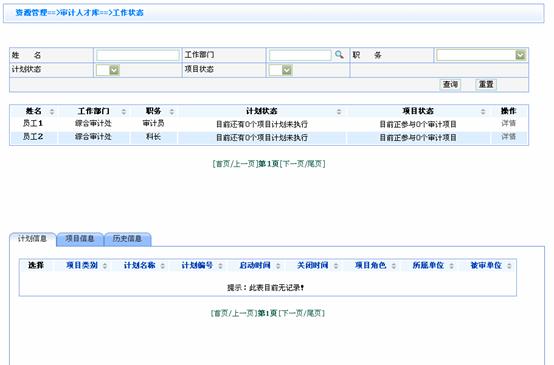 资源管理==>审计人才库==>工作状态
姓 名 工作部门 职 务
计划状态 项目状态
查询 重置
姓名 工作部门 职务 计划状态 项目状态 操作
员工1 综合审计处 审计员 目前还有0个项目计划未执行 目前正参与0个审计项目 详情
员工2 综合审计处 科长 目前还有0个项目计划未执行 目前正参与0个审计项目 详情
[首页/上一页]第1页[下一页/尾页]
计划信息 项目信息 历史信息
选择 项目类别 计划名称 计划编号 启动时间 关闭时间 项目角色 所属单位 被审单位
提示：此表目前无记录!
[首页/上一页]第1页[下一页/尾页]